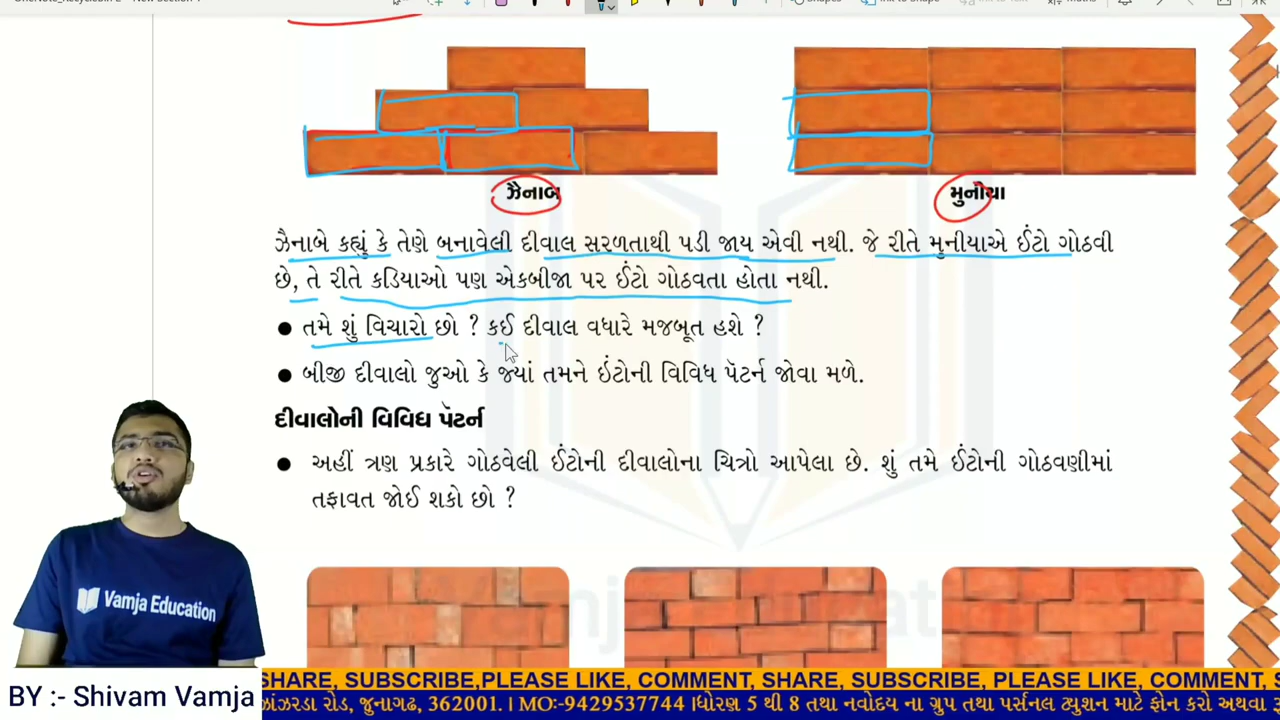 ઝૈનાબ
મુનીયા
ઝૈનાબે કહ્યું કે તેણે બનાવેલી દીવાલ સરળતાથી પડી જાય એવી નથી. જે રીતે મુનીયાએ ઈંટો ગોઠવી
છે, તે રીતે કડિયાઓ પણ એકબીજા પર ઈંટો ગોઠવતા હોતા નથી.
● તમે શું વિચારો છો ? કઈ દીવાલ વધારે મજબૂત હશે ?
● બીજી દીવાલો જુઓ કે જ્યાં તમને ઇંટોની વિવિધ પૅટર્ન જોવા મળે.
દીવાલોની વિવિધ પૅટર્ન
● અહીં ત્રણ પ્રકારે ગોઠવેલી ઈંટોની દીવાલોના ચિત્રો આપેલા છે. શું તમે ઈંટોની ગોઠવણીમાં
તફાવત જોઈ શકો છો ?
Vamja Education
BY :- Shivam Vamja
SHARE, SUBSCRIBE,PLEASE LIKE, COMMENT, SHARE, SUBSCRIBE, PLEASE LIKE, COMMENT,
ઝાંઝરડા રોડ, જુનાગઢ, 362001. | MO:-9429537744 |ધોરણ 5 થી 8 તથા નવોદય ના ગ્રુપ તથા પર્સનલ ટ્યુશન માટે ફોન કરો અથવા